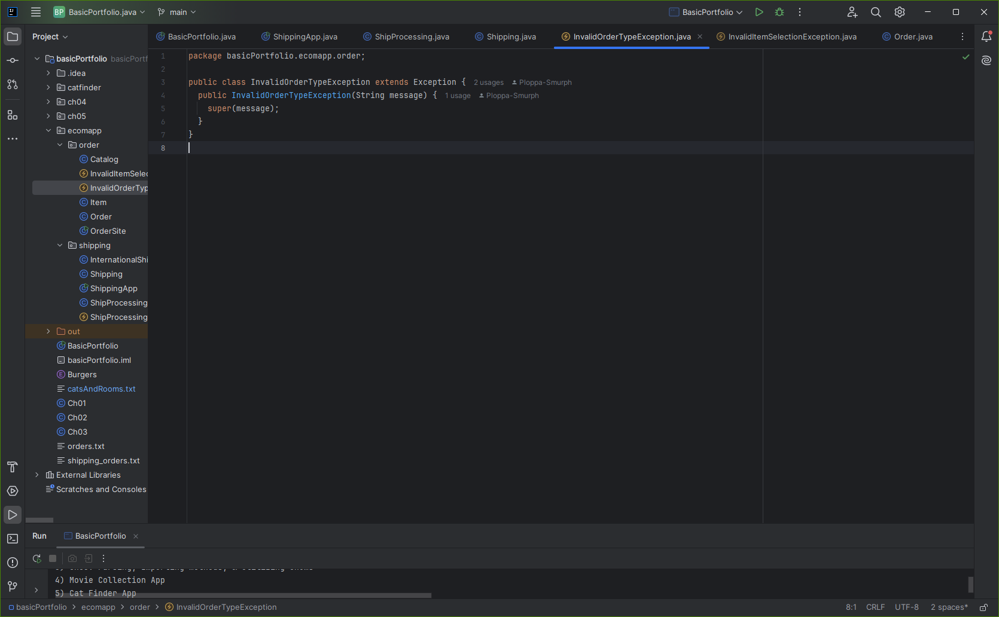 BP BasicPortfolio.java main BasicPortfolio
Project
BasicPortfolio.java ShippingApp.java ShipProcessing.java Shipping.java InvalidOrderTypeException.java InvalidItemSelectionException.java Order.java
basicPortfolio basicPortf
.idea
catfinder
ch04
ch05
ecomapp
order
Catalog
InvalidItemSelec
InvalidOrderTyp
Item
Order
OrderSite
shipping
InternationalShi
Shipping
ShippingApp
ShipProcessing
ShipProcessing
out
BasicPortfolio
basicPortfolio.iml
Burgers
catsAndRooms.txt
Ch01
Ch02
Ch03
orders.txt
shipping_orders.txt
External Libraries
Scratches and Consoles
1 package basicPortfolio.ecomapp.order;
2
3 public class InvalidOrderTypeException extends Exception { 2 usages Ploppa-Smurph
4 public InvalidOrderTypeException(String message) { 1 usage Ploppa-Smurph
5 super(message);
6 }
7 }
8
Run BasicPortfolio
4) Movie Collection App
5) Cat Finder App
basicPortfolio > ecomapp > order > InvalidOrderTypeException 8:1 CRLF UTF-8 2 spaces*